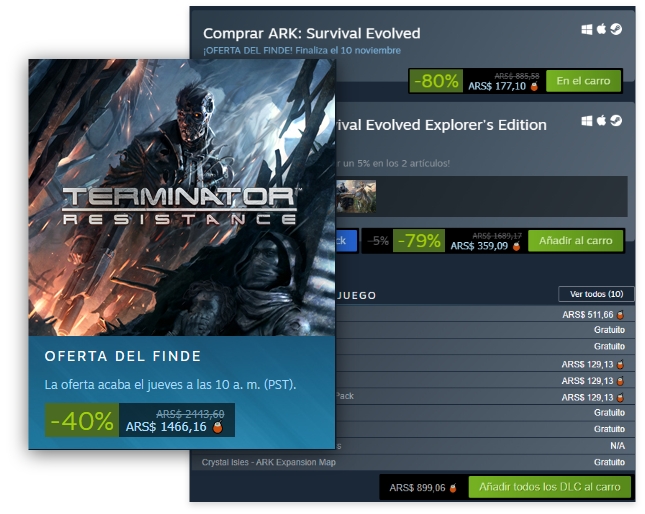 Comprar ARK: Survival Evolved
¡OFERTA DEL FINDE! Finaliza el 10 noviembre
-80%
ARS$ 885,58
ARS$ 177,10
En el carro
vival Evolved Explorer's Edition
r un 5% en los 2 artículos!
ck
-5%
-79%
ARS$ 1689,17
ARS$ 359,09
Añadir al carro
JUEGO
Ver todos (10)
ARS$ 511,66
Gratuito
Gratuito
ARS$ 129,13
ARS$ 129,13
Pack
ARS$ 129,13
Gratuito
Gratuito
s
N/A
Crystal Isles - ARK Expansion Map
Gratuito
ARS$ 899,06
Añadir todos los DLC al carro
TERMINATOR
RESISTANCE
OFERTA DEL FINDE
La oferta acaba el jueves a las 10 a. m. (PST).
-40%
ARS$ 2443,60
ARS$ 1466,16